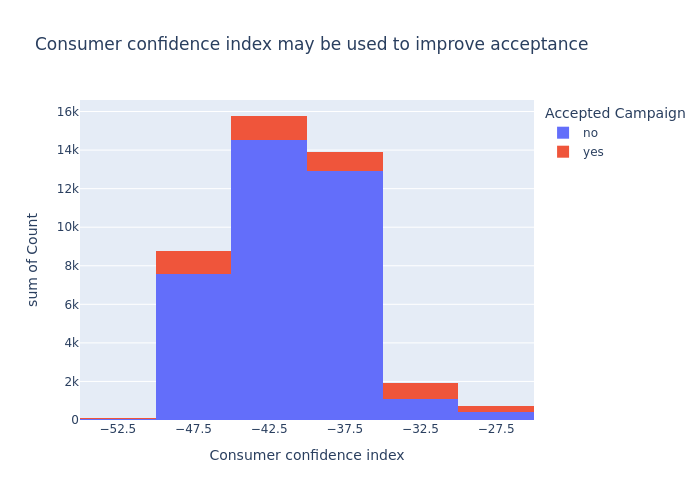 Consumer confidence index may be used to improve acceptance
Accepted Campaign
no
yes
16k
14k
12k
10k
8k
6k
4k
2k
0
sum of Count
−52.5
−47.5
−42.5
−37.5
−32.5
−27.5
Consumer confidence index